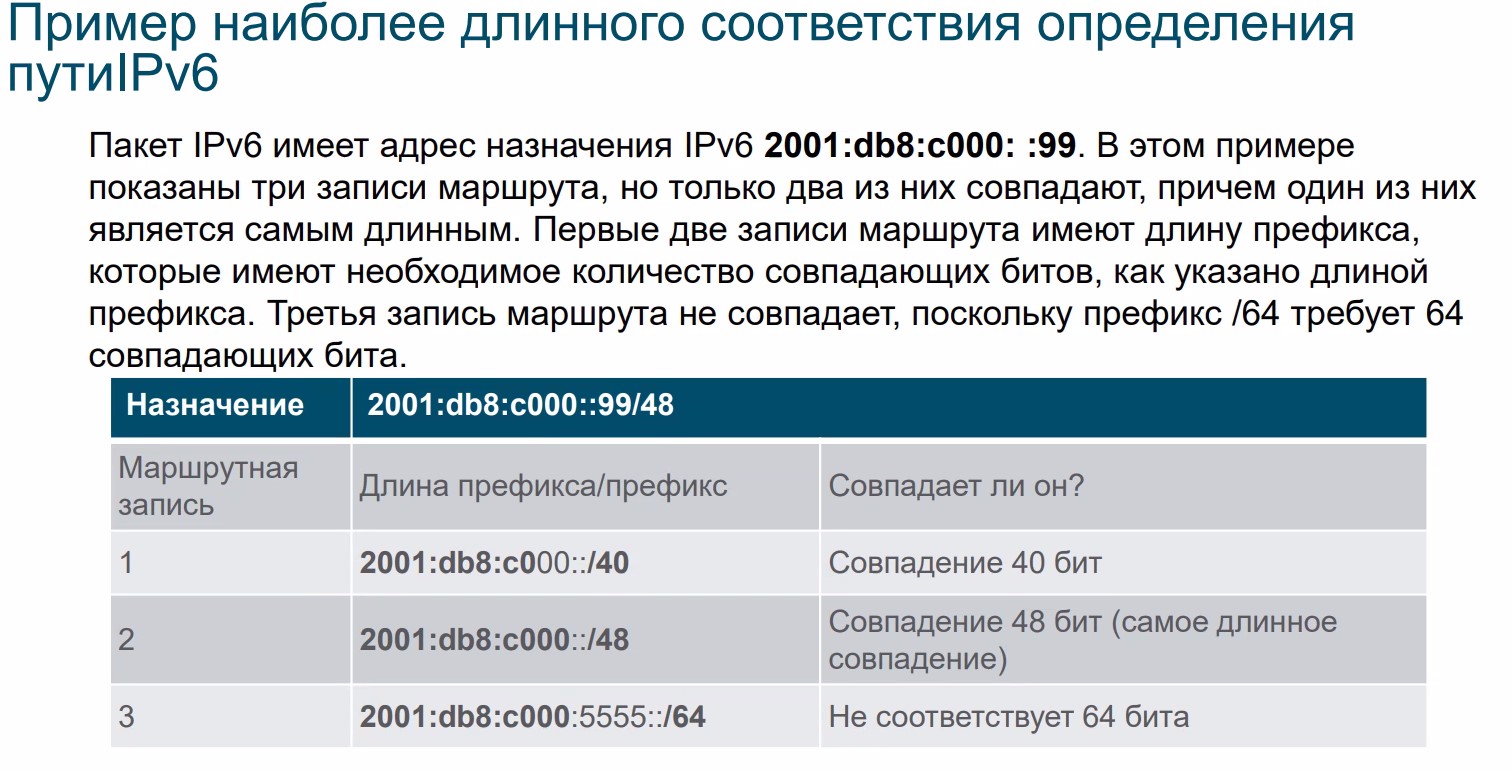 Пример наиболее длинного соответствия определения
путиIPv6
Пакет IPv6 имеет адрес назначения IPv6 2001:db8:c000: :99. В этом примере
показаны три записи маршрута, но только два из них совпадают, причем один из них
является самым длинным. Первые две записи маршрута имеют длину префикса,
которые имеют необходимое количество совпадающих битов, как указано длиной
префикса. Третья запись маршрута не совпадает, поскольку префикс /64 требует 64
совпадающих бита.
Назначение 2001:db8:c000::99/48
Маршрутная
запись
Длина префикса/префикс
Совпадает ли он?
1 2001:db8:c000::/40 Совпадение 40 бит
2 2001:db8:c000::/48 Совпадение 48 бит (самое длинное
совпадение)
3 2001:db8:c000:5555::/64 Не соответствует 64 бита